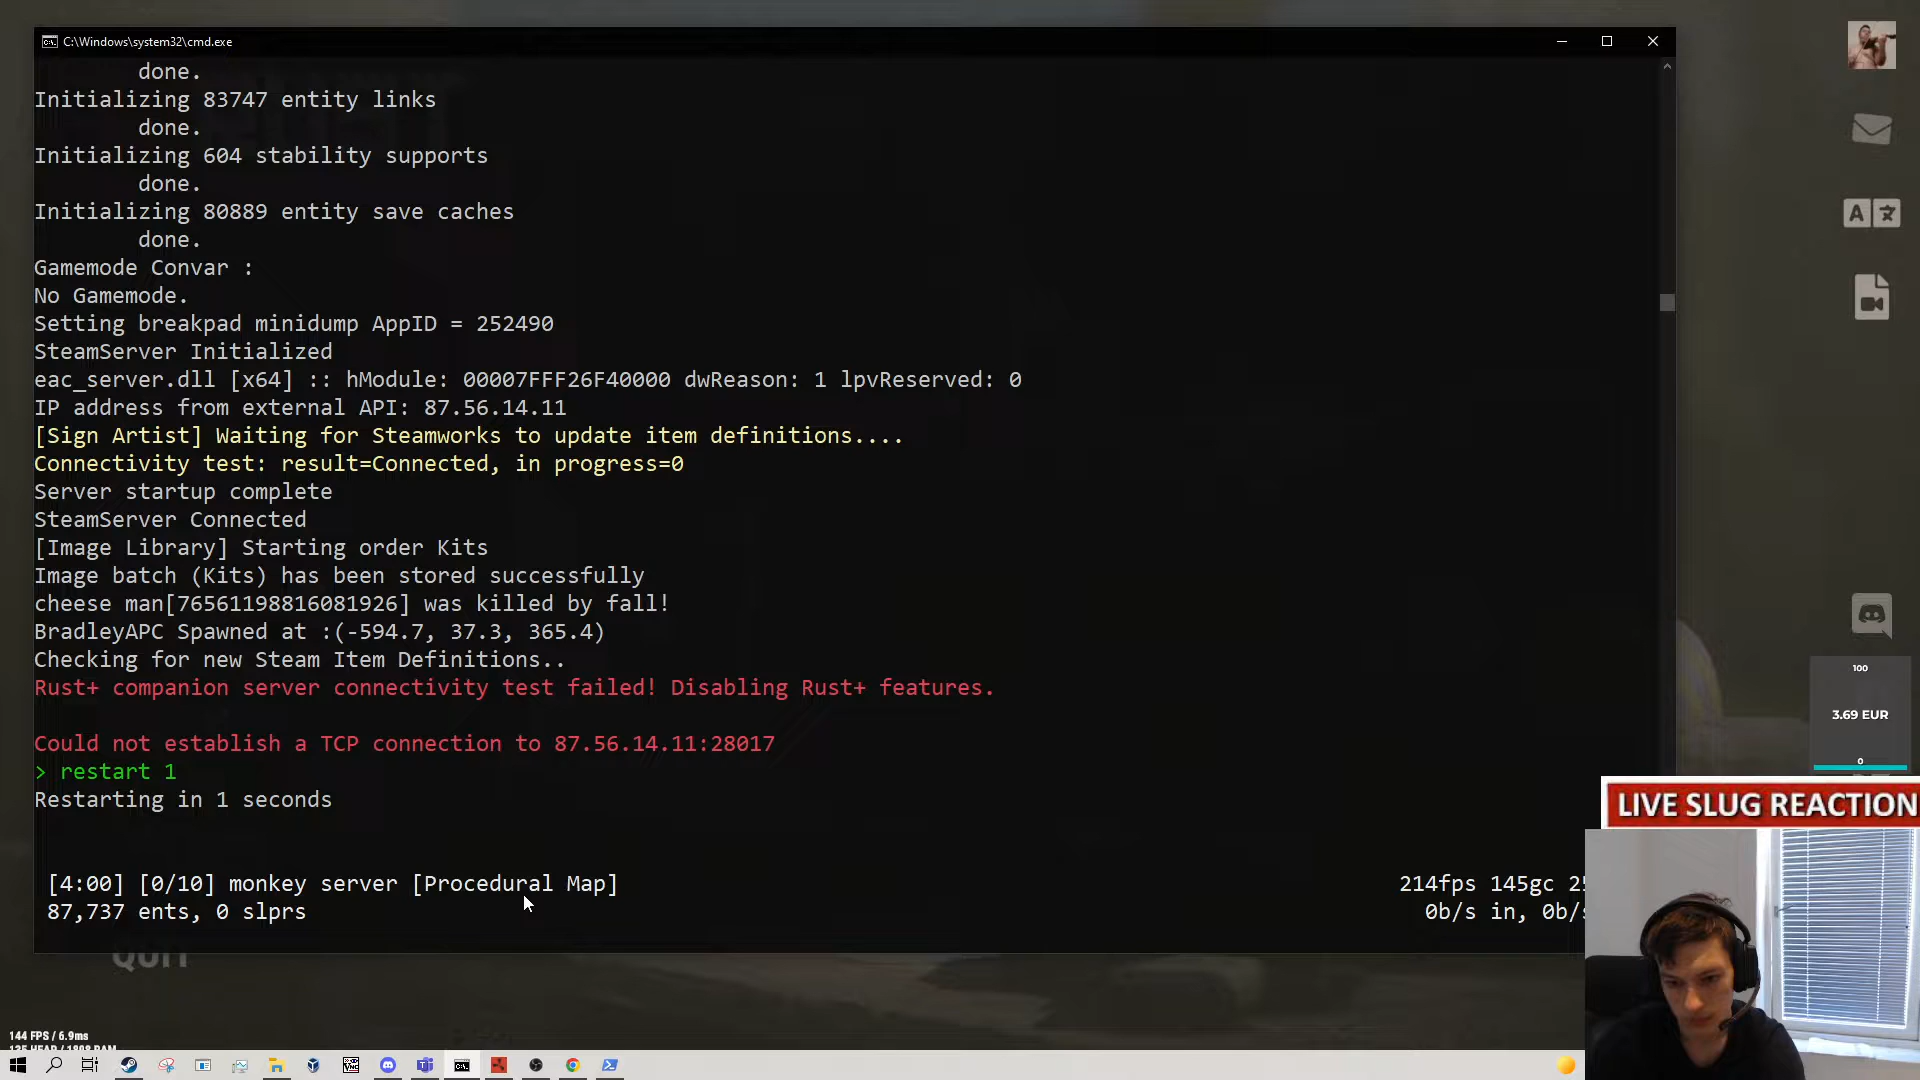 C:\Windows\system32\cmd.exe
done.
Initializing 83747 entity links
done.
Initializing 604 stability supports
done.
Initializing 80889 entity save caches
done.
Gamemode Convar :
No Gamemode.
Setting breakpad minidump AppID = 252490
SteamServer Initialized
eac_server.dll [x64] :: hModule: 00007FFF26F40000 dwReason: 1 lpvReserved: 0
IP address from external API: 87.56.14.11
[Sign Artist] Waiting for Steamworks to update item definitions....
Connectivity test: result=Connected, in progress=0
Server startup complete
SteamServer Connected
[Image Library] Starting order Kits
Image batch (Kits) has been stored successfully
cheese man[76561198816081926] was killed by fall!
BradleyAPC Spawned at :(-594.7, 37.3, 365.4)
Checking for new Steam Item Definitions..
Rust+ companion server connectivity test failed! Disabling Rust+ features.
Could not establish a TCP connection to 87.56.14.11:28017
> restart 1
Restarting in 1 seconds
[4:00] [0/10] monkey server [Procedural Map]
214fps 145gc
87,737 ents, 0 slprs
0b/s in, 0b/s
QUIT
100
3.69 EUR
0
LIVE SLUG REACTION
144 FPS / 6.9ms